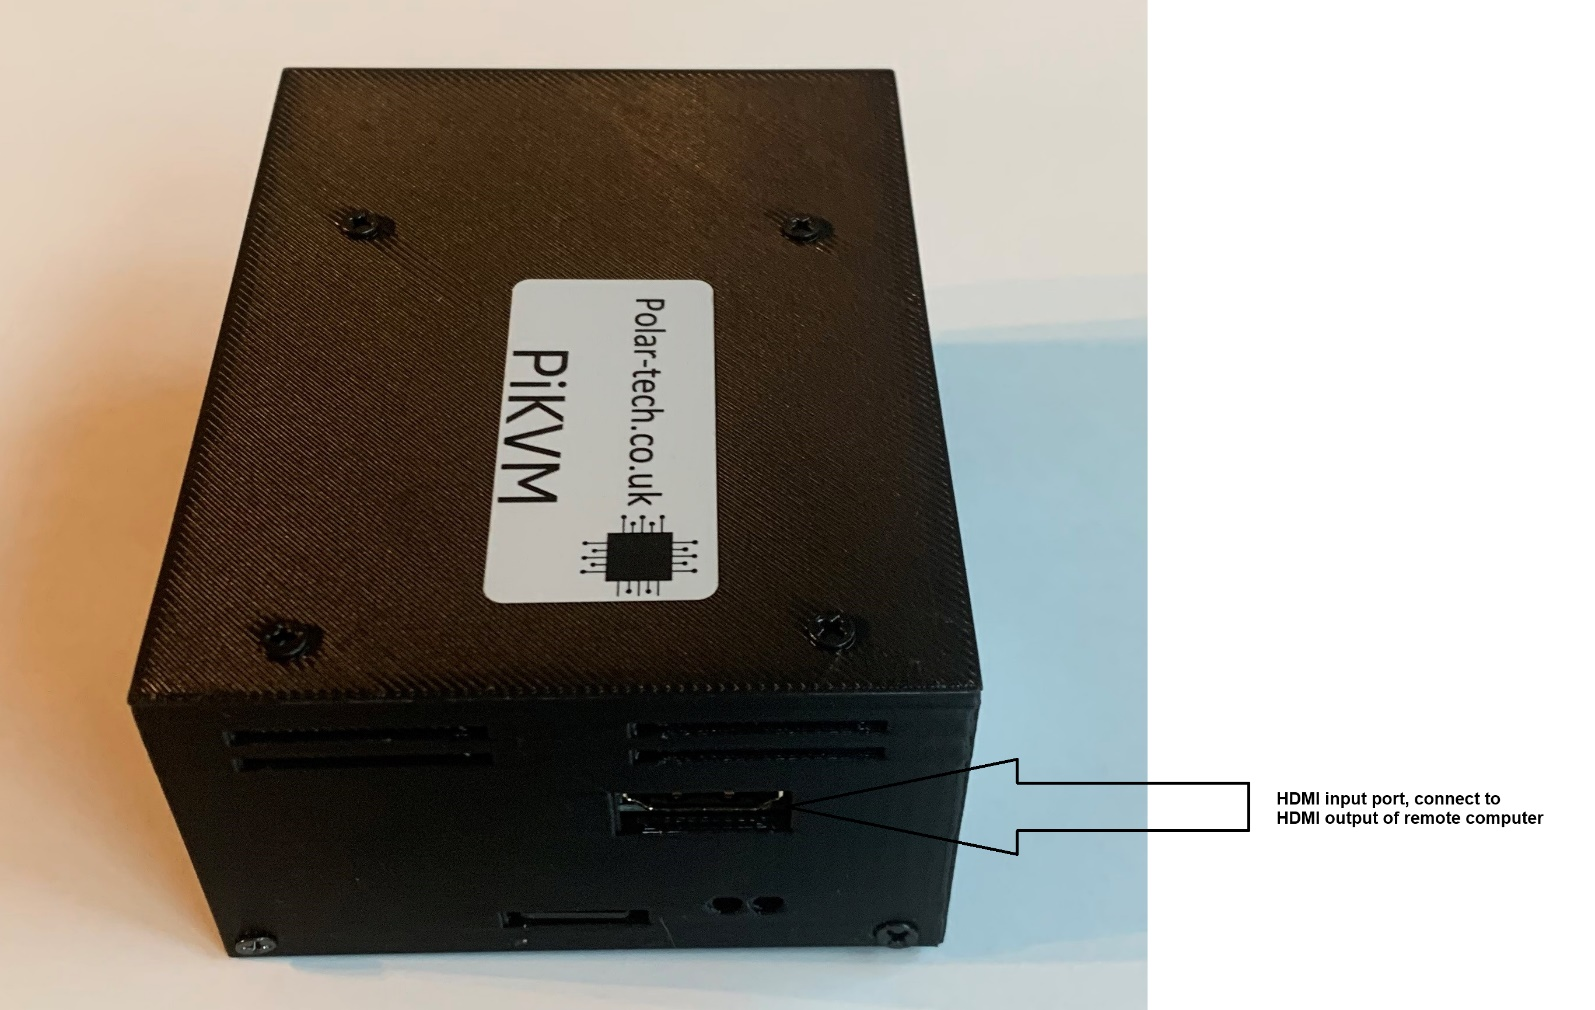 Polar-tech.co.uk
PiKVM
HDMI input port, connect to
HDMI output of remote computer